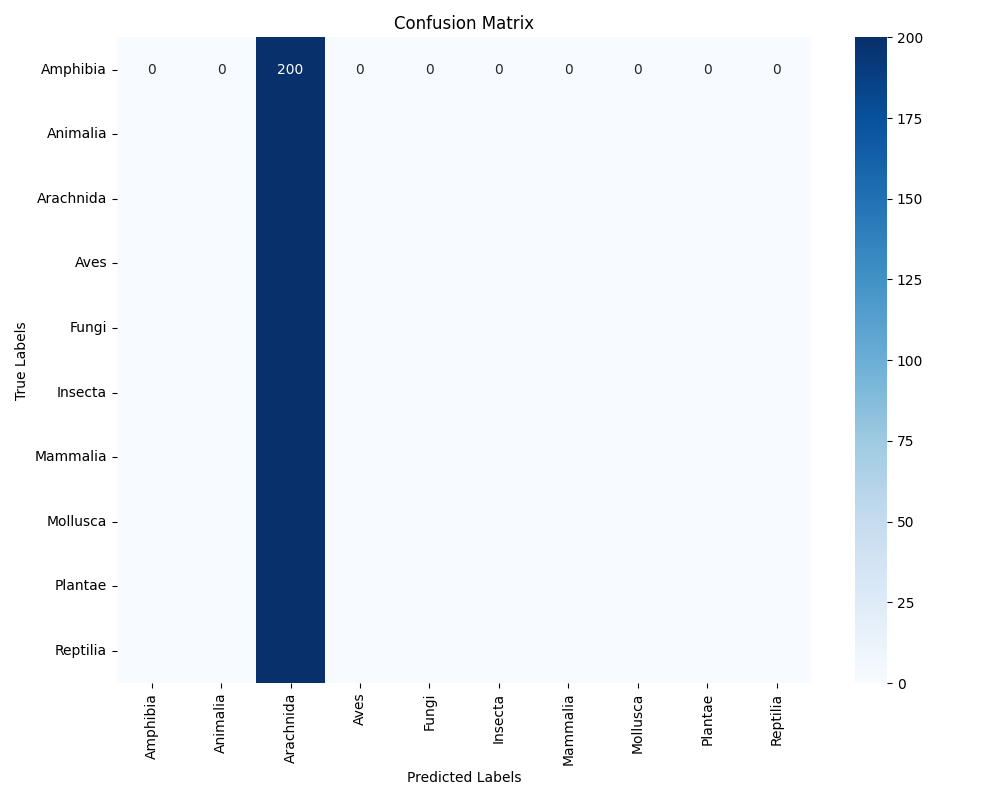 Confusion Matrix
True Labels
Amphibia 0 0 200 0 0 0 0 0 0 0
Animalia
Arachnida
Aves
Fungi
Insecta
Mammalia
Mollusca
Plantae
Reptilia
Amphibia Animalia Arachnida Aves Fungi Insecta Mammalia Mollusca Plantae Reptilia
Predicted Labels
200
175
150
125
100
75
50
25
0